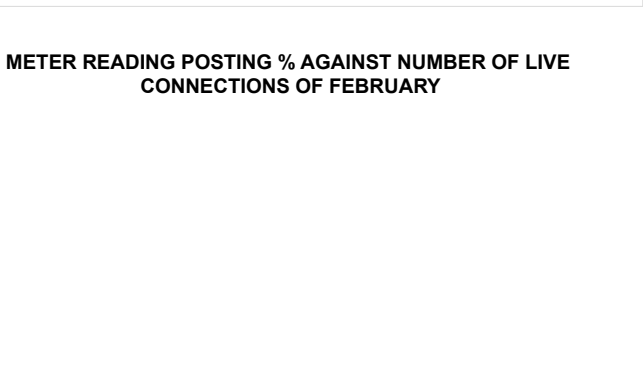 METER READING POSTING % AGAINST NUMBER OF LIVE
CONNECTIONS OF FEBRUARY